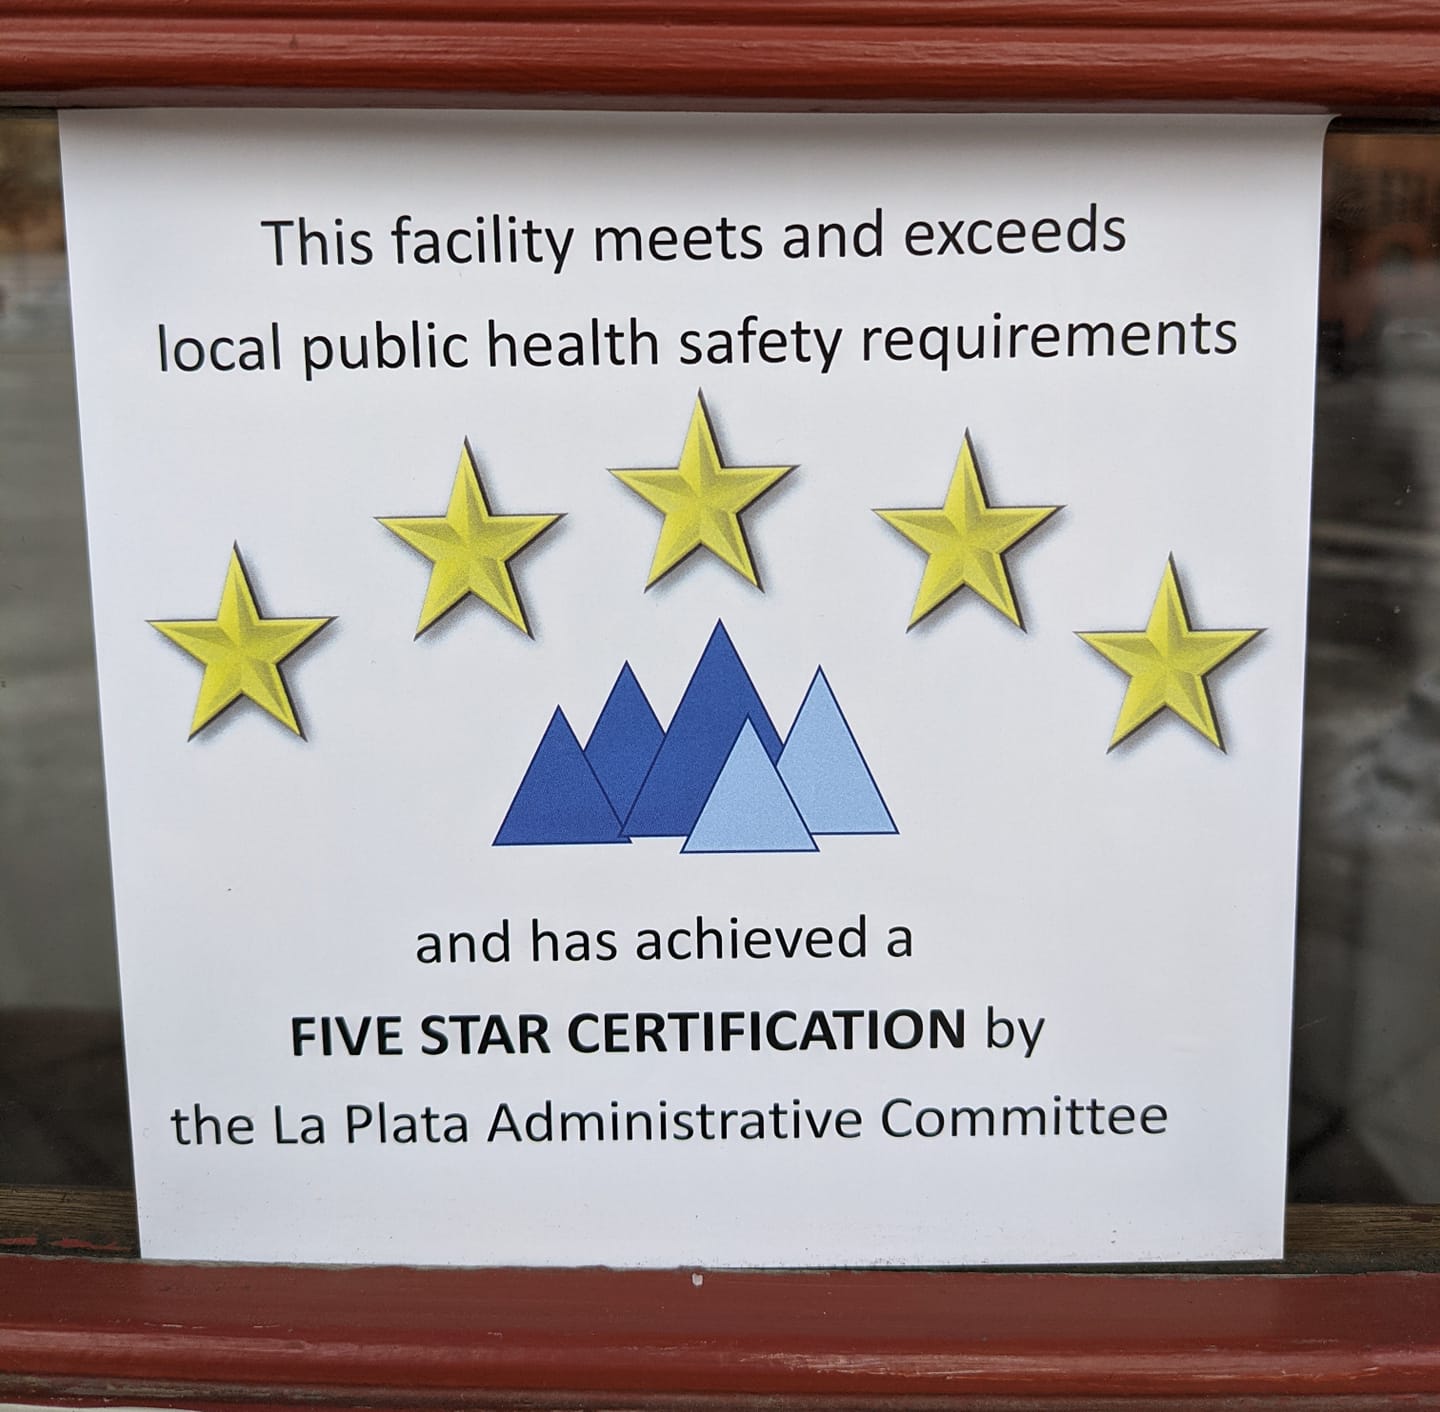 This facility meets and exceeds
local public health safety requirements
and has achieved a
FIVE STAR CERTIFICATION by
the La Plata Administrative Committee